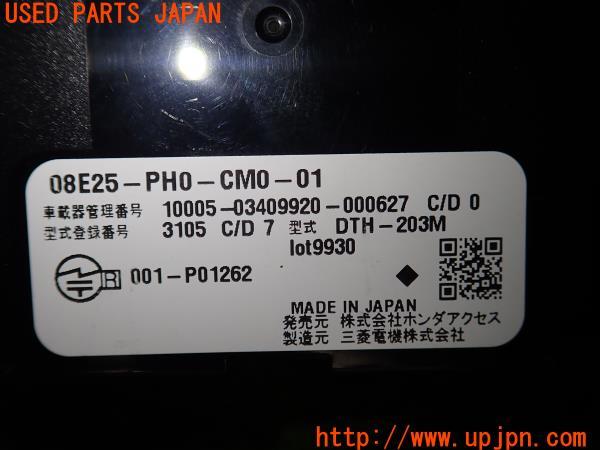 USED PARTS JAPAN
08E25-PH0-CM0-01
車載器管理番号 10005-03409920-000627 C/D 0
型式登録番号 3105 C/D 7 型式 DTH-203M
lot9930
R 001-P01262
MADE IN JAPAN
発売元 株式会社ホンダアクセス
製造元 三菱電機株式会社
http://www.upjpn.com